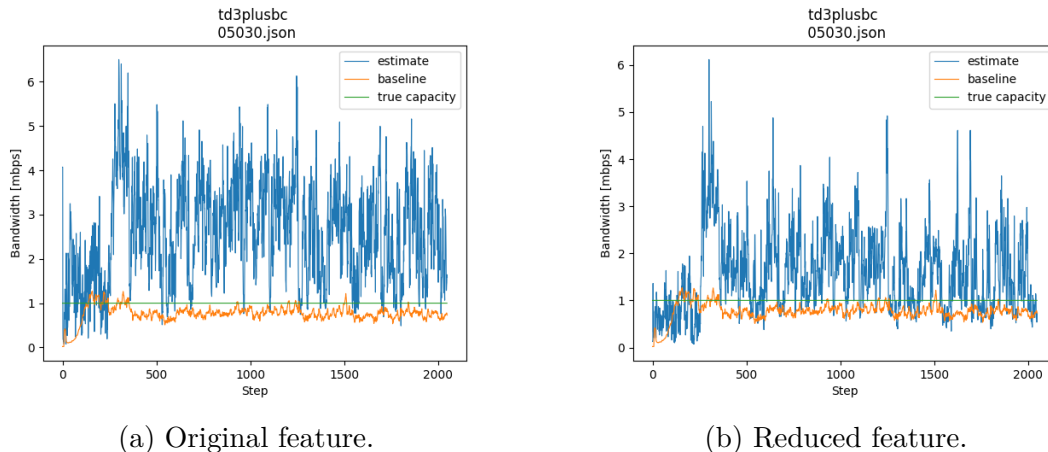 td3plusbc
05030.json
estimate
baseline
true capacity
6
5
4
3
2
1
0
Bandwidth [mbps]
0
500
1000
1500
2000
Step
(a) Original feature.
td3plusbc
05030.json
estimate
baseline
true capacity
6
5
4
3
2
1
0
Bandwidth [mbps]
0
500
1000
1500
2000
Step
(b) Reduced feature.